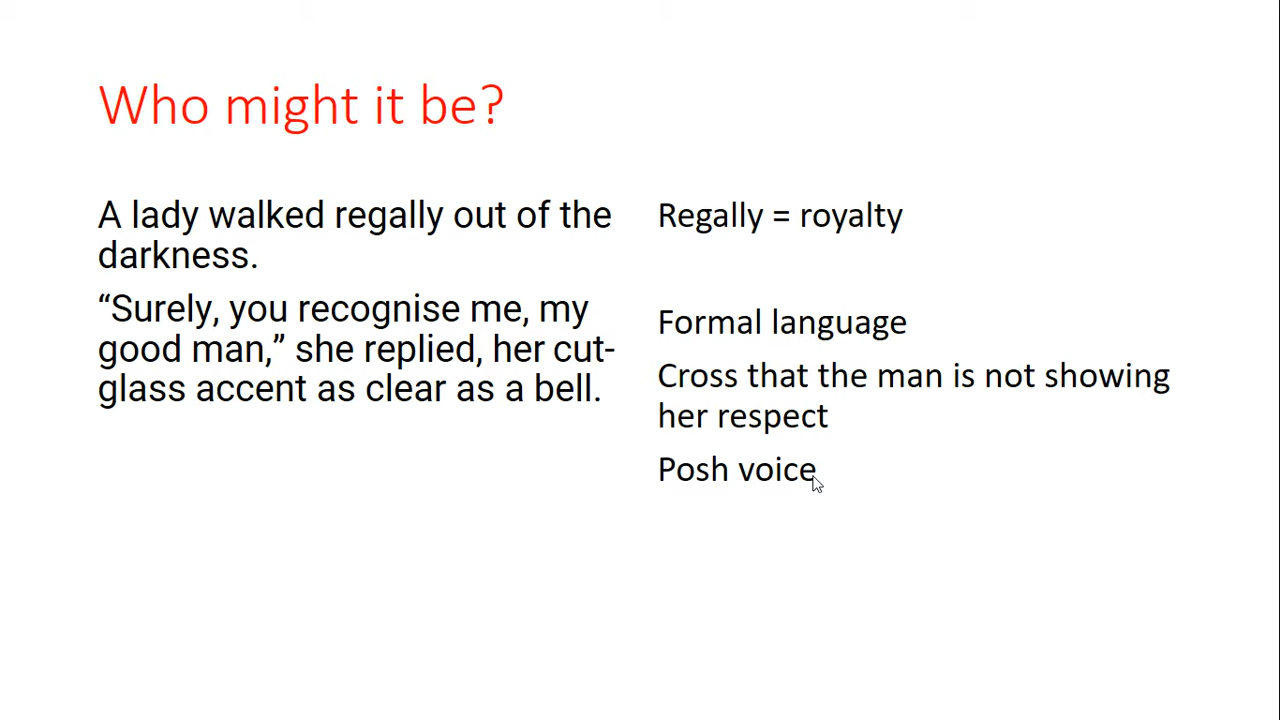 Who might it be?
A lady walked regally out of the
darkness.
“Surely, you recognise me, my
good man,” she replied, her cut-
glass accent as clear as a bell.
Regally = royalty
Formal language
Cross that the man is not showing
her respect
Posh voice